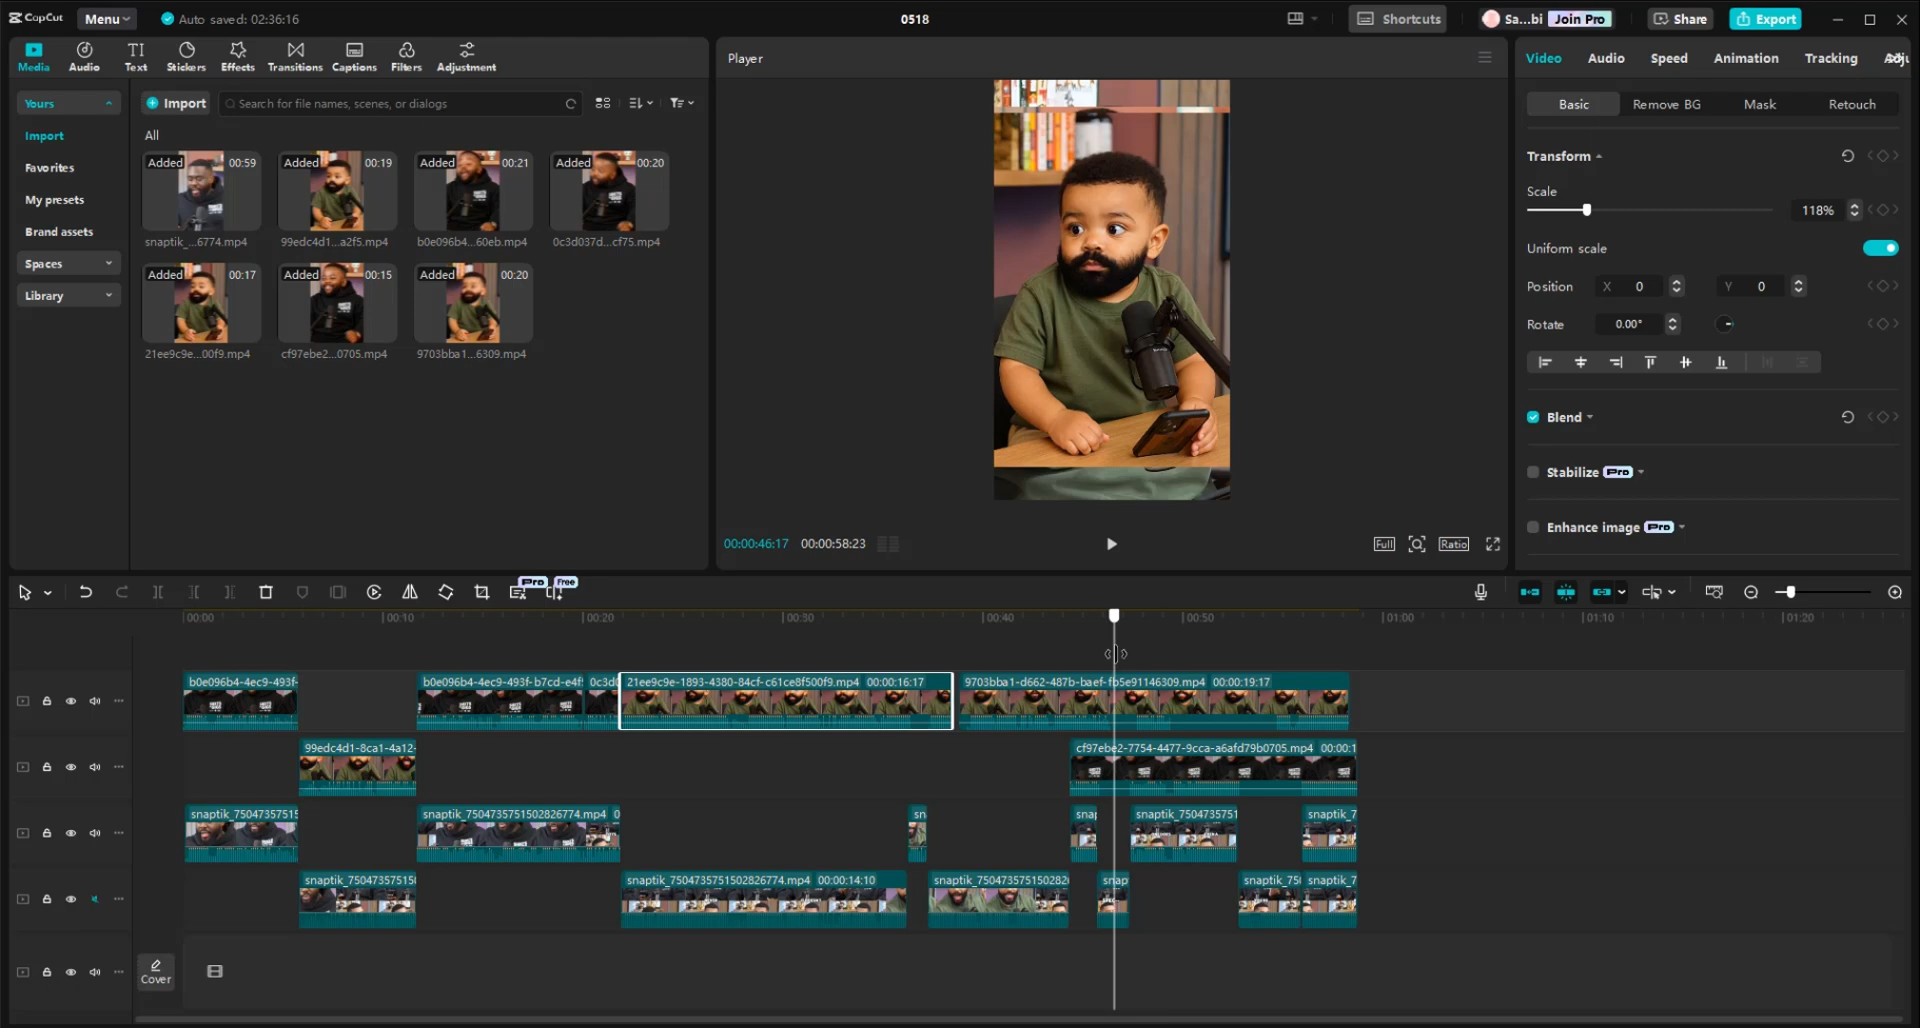 CapCut
Menu
Auto saved: 02:36:16
0518
Shortcuts
Sa...bi
Join Pro
Share
Export
Media
Audio
Text
Stickers
Effects
Transitions
Captions
Filters
Adjustment
Yours
Import
Favorites
My presets
Brand assets
Spaces
Library
Import
Search for file names, scenes, or dialogs
All
Added 00:59
Added 00:19
Added 00:21
Added 00:20
snaptik_...6774.mp4
99edc4d1...a2f5.mp4
b0e096b4...60eb.mp4
0c3d037d...cf75.mp4
Added 00:17
Added 00:15
Added 00:20
21ee9c9e...00f9.mp4
cf97ebe2...0705.mp4
9703bba1...6309.mp4
Player
00:00:46:17
00:00:58:23
Full
Ratio
Video
Audio
Speed
Animation
Tracking
Adju
Basic
Remove BG
Mask
Retouch
Transform
Scale
118%
Uniform scale
Position X 0 Y 0
Rotate 0.00°
Blend
Stabilize Pro
Enhance image Pro
Pro
Free
00:00
00:10
00:20
00:30
00:40
00:50
01:00
01:10
01:20
b0e096b4-4ec9-493f-
b0e096b4-4ec9-493f-b7cd-e4f
0c3d0
21ee9c9e-1893-4380-84cf-c61ce8f500f9.mp4 00:00:16:17
9703bba1-d662-487b-baef-fb5e91146309.mp4 00:00:19:17
99edc4d1-8ca1-4a12-
cf97ebe2-7754-4477-9cca-a6afd79b0705.mp4 00:00:1
snaptik_75047357515
snaptik_7504735751502826774.mp4 0
sn
snap
snaptik_7504735751
snaptik_7
snaptik_7504735751502
snaptik_7504735751502826774.mp4 00:00:14:10
snaptik_7504735751502826
snap
snaptik_750
snaptik_7
Cover